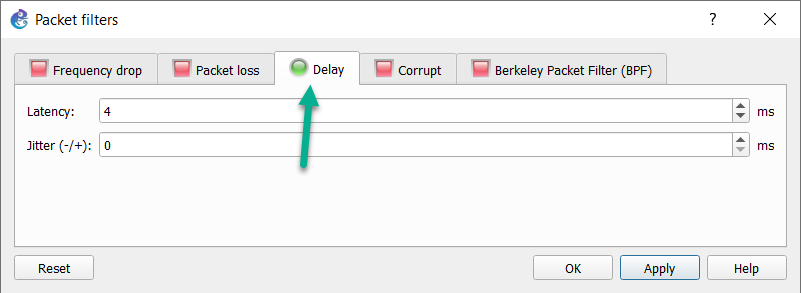 Packet filters ?
Frequency drop Packet loss Delay Corrupt Berkeley Packet Filter (BPF)
Latency: 4 ms
Jitter (-/+): 0 ms
Reset OK Apply Help